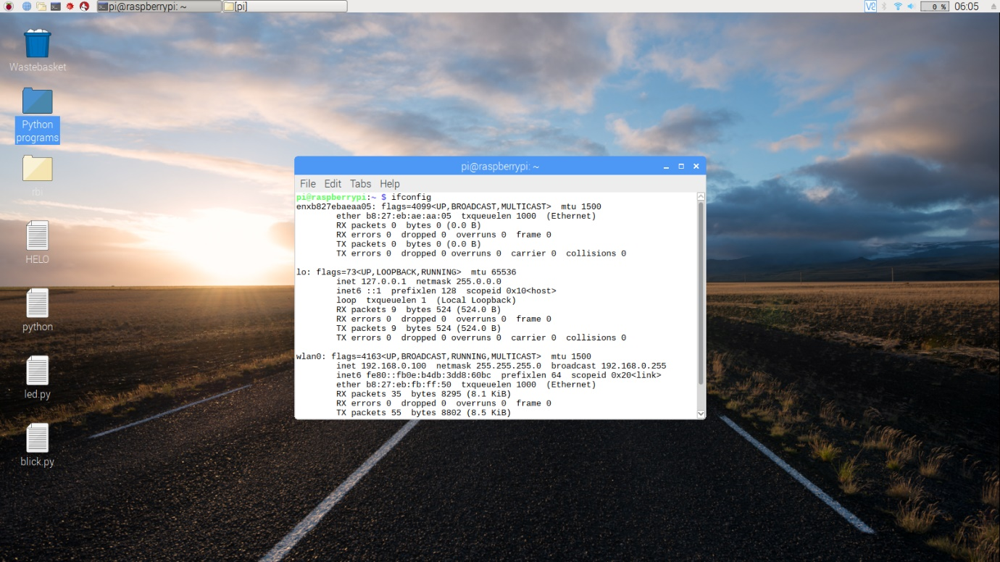 pi@raspberrypi: ~
[pi]
V2
0 %
06:05
Wastebasket
Python
programs
rbi
HELO
python
led.py
blick.py
pi@raspberrypi: ~
File Edit Tabs Help
pi@raspberrypi:~ $ ifconfig
enxb827ebaeaa05: flags=4099<UP,BROADCAST,MULTICAST>  mtu 1500
        ether b8:27:eb:ae:aa:05  txqueuelen 1000  (Ethernet)
        RX packets 0  bytes 0 (0.0 B)
        RX errors 0  dropped 0  overruns 0  frame 0
        TX packets 0  bytes 0 (0.0 B)
        TX errors 0  dropped 0 overruns 0  carrier 0  collisions 0
lo: flags=73<UP,LOOPBACK,RUNNING>  mtu 65536
        inet 127.0.0.1  netmask 255.0.0.0
        inet6 ::1  prefixlen 128  scopeid 0x10<host>
        loop  txqueuelen 1  (Local Loopback)
        RX packets 9  bytes 524 (524.0 B)
        RX errors 0  dropped 0  overruns 0  frame 0
        TX packets 9  bytes 524 (524.0 B)
        TX errors 0  dropped 0 overruns 0  carrier 0  collisions 0
wlan0: flags=4163<UP,BROADCAST,RUNNING,MULTICAST>  mtu 1500
        inet 192.168.0.100  netmask 255.255.255.0  broadcast 192.168.0.255
        inet6 fe80::fb0e:b4db:3dd8:60bc  prefixlen 64  scopeid 0x20<link>
        ether b8:27:eb:fb:ff:50  txqueuelen 1000  (Ethernet)
        RX packets 35  bytes 8295 (8.1 KiB)
        RX errors 0  dropped 0  overruns 0  frame 0
        TX packets 55  bytes 8802 (8.5 KiB)